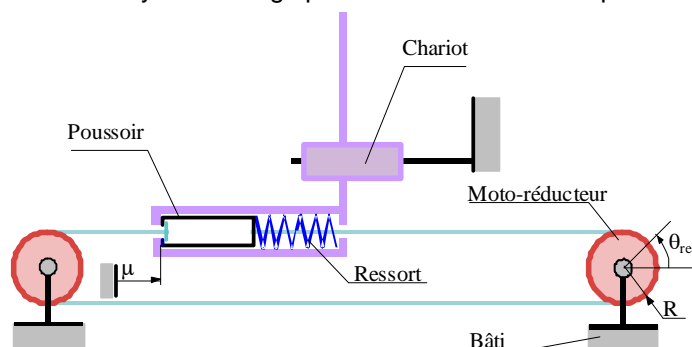 Chariot
Poussoir
Moto-réducteur
θre
μ
Ressort
R
Bâti